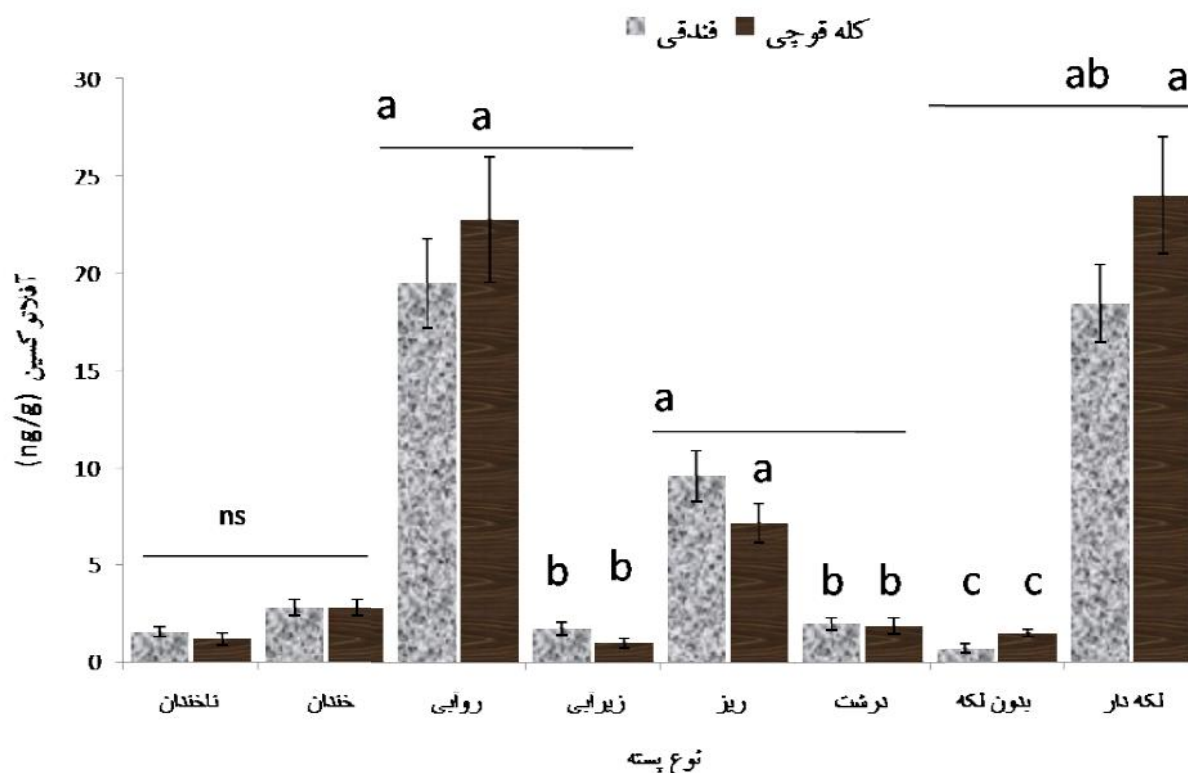 فندقی کله قوچی
30
25
20
15
10
5
0
آفلاتوکسین (ng/g)
ns
a a
b b
a
a
b b
c c
ab a
ناخندان خندان روآبی زیرآبی ریز درشت بدون لکه لکه دار
نوع پسته